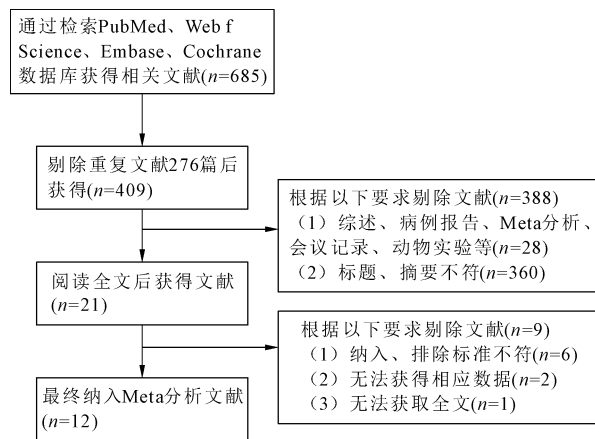 通过检索PubMed、Web f
Science、Embase、Cochrane
数据库获得相关文献(n=685)
剔除重复文献276篇后
获得(n=409)
根据以下要求剔除文献(n=388)
（1）综述、病例报告、Meta分析、
会议记录、动物实验等(n=28)
（2）标题、摘要不符(n=360)
阅读全文后获得文献
(n=21)
根据以下要求剔除文献(n=9)
（1）纳入、排除标准不符(n=6)
（2）无法获得相应数据(n=2)
（3）无法获取全文(n=1)
最终纳入Meta分析文献
(n=12)